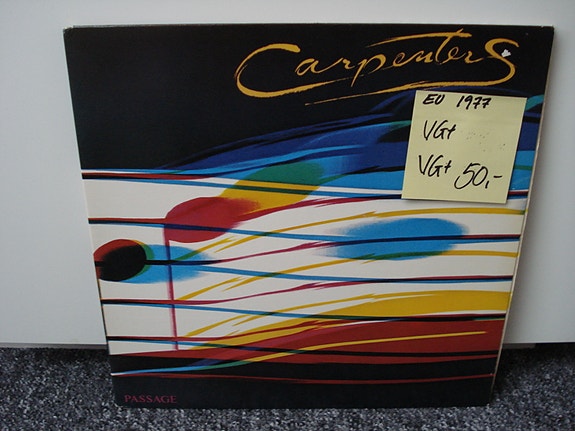 Carpenters
EU 1977
VG+
VG+ 50,-
PASSAGE